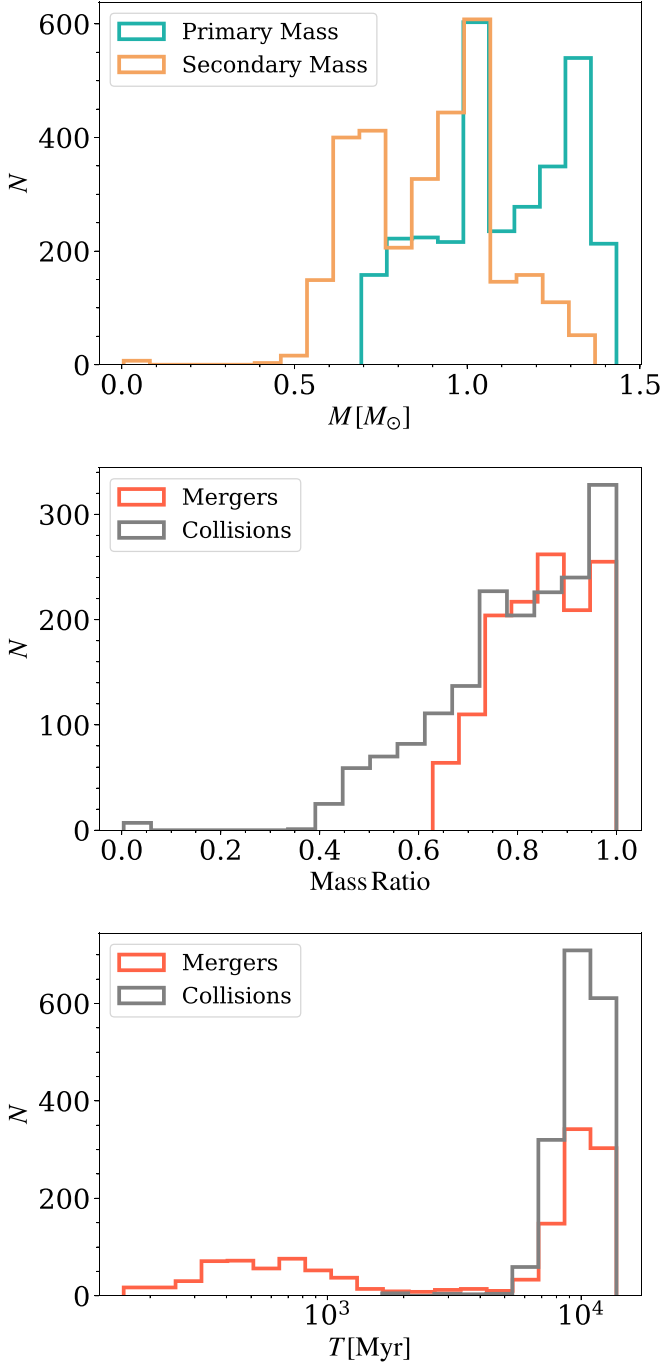 600
400
200
0
N
Primary Mass
Secondary Mass
0.0 0.5 1.0 1.5
M [M⊙]
300
200
100
0
N
Mergers
Collisions
0.0 0.2 0.4 0.6 0.8 1.0
Mass Ratio
600
400
200
0
N
Mergers
Collisions
10³ 10⁴
T [Myr]